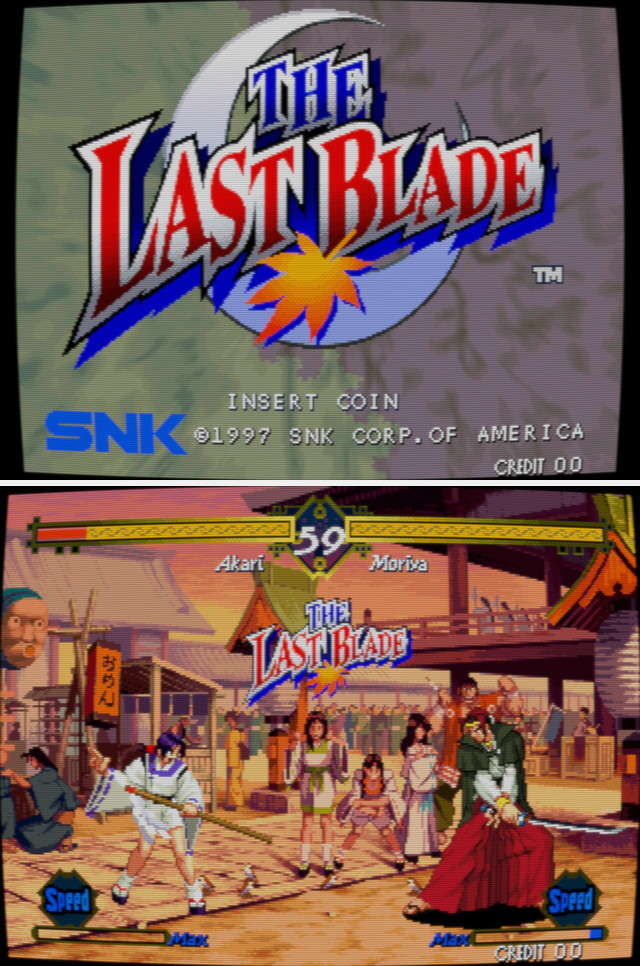 THE
LAST BLADE
TM
INSERT COIN
SNK ©1997 SNK CORP. OF AMERICA
CREDIT 00
59
Akari Moriya
THE
LAST BLADE
おめん
Speed Speed
Max Max
CREDIT 00